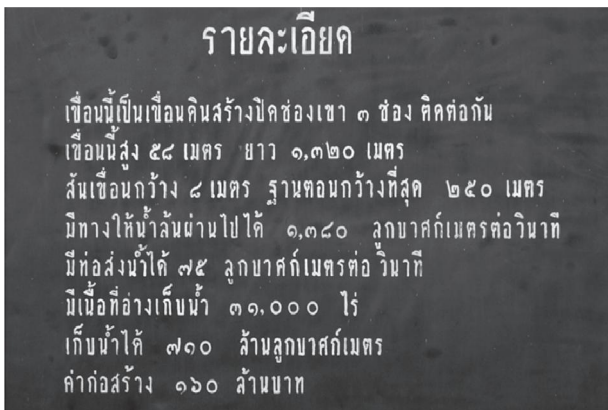 รายละเอียด
เขื่อนนี้เป็นเขื่อนดินสร้างปิดช่องเขา ๓ ช่อง ติดต่อกัน
เขื่อนนี้สูง ๕๘ เมตร ยาว ๑,๓๒๐ เมตร
สันเขื่อนกว้าง ๘ เมตร ฐานตอนกว้างที่สุด ๒๕๐ เมตร
มีทางให้น้ำล้นผ่านไปได้ ๑,๓๘๐ ลูกบาศก์เมตรต่อวินาที
มีท่อส่งน้ำได้ ๗๕ ลูกบาศก์เมตรต่อ วินาที
มีเนื้อที่อ่างเก็บน้ำ ๓๑,๐๐๐ ไร่
เก็บน้ำได้ ๗๑๐ ล้านลูกบาศก์เมตร
ค่าก่อสร้าง ๑๖๐ ล้านบาท